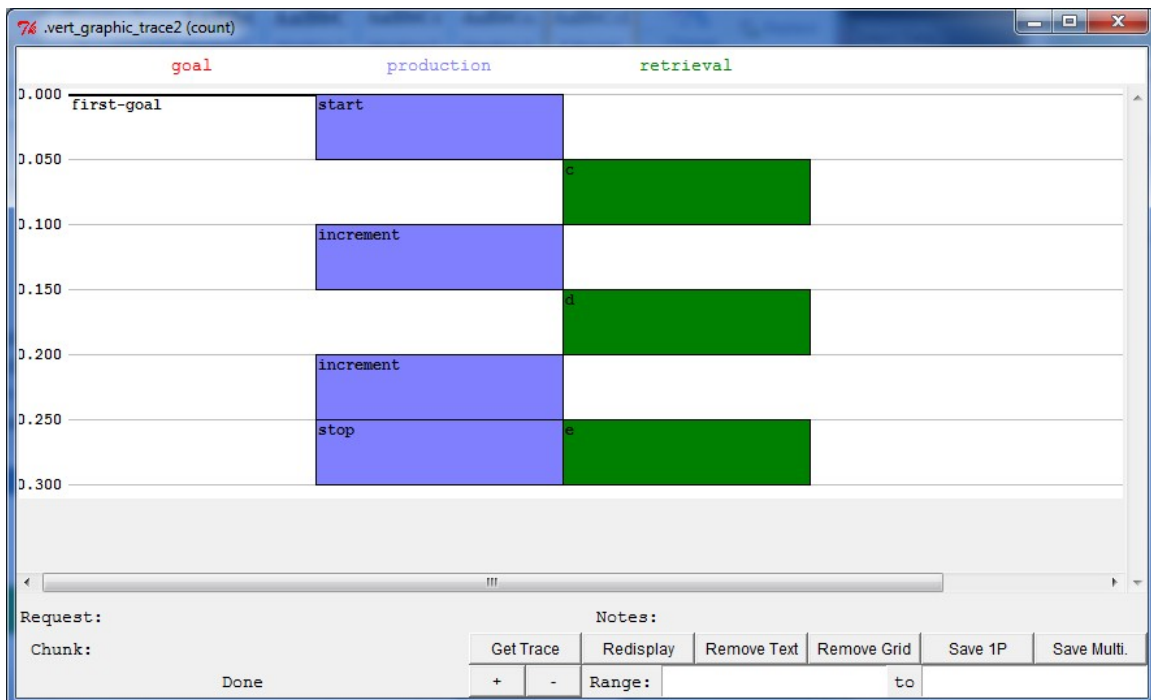 .vert_graphic_trace2 (count)
goal production retrieval
0.000
first-goal start
0.050
c
0.100
increment
0.150
d
0.200
increment
0.250
stop e
0.300
Request: Notes:
Chunk: Get Trace Redisplay Remove Text Remove Grid Save 1P Save Multi.
Done + - Range: to